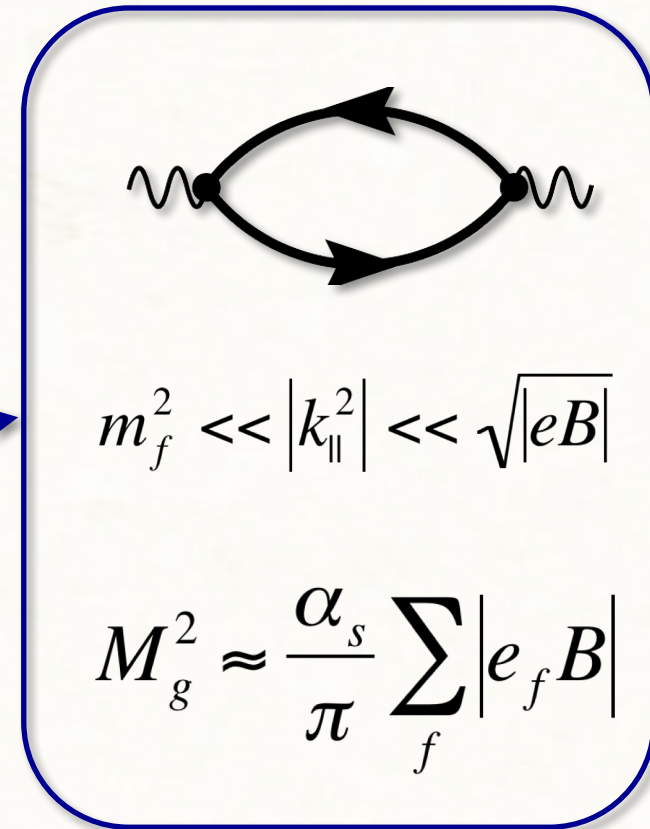 m_f^2 << |k_∥^2| << √|eB|
M_g^2 ≈ α_s/π ∑_f |e_f B|